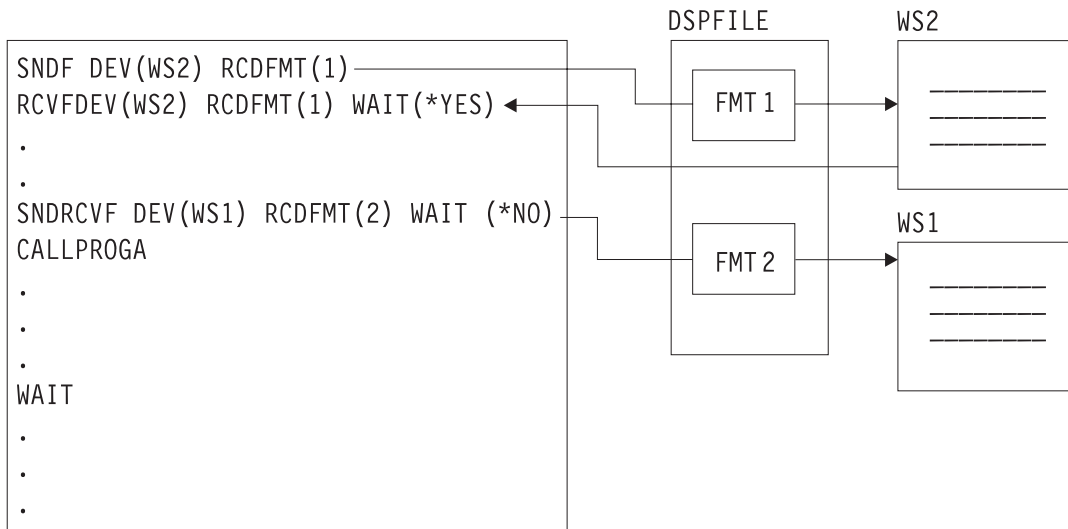 DSPFILE
WS2
SNDF DEV(WS2) RCDFMT(1)
RCVFDEV(WS2) RCDFMT(1) WAIT(*YES)
.
.
SNDRCVF DEV(WS1) RCDFMT(2) WAIT (*NO)
CALLPROGA
.
.
.
WAIT
.
.
.
FMT 1
FMT 2
WS1